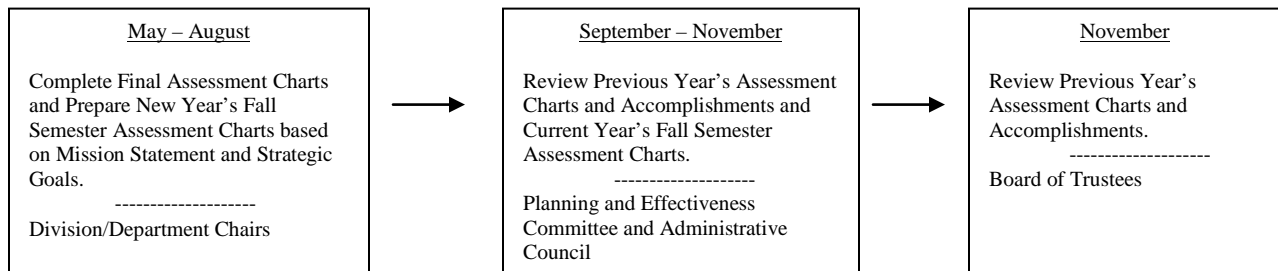 May – August
Complete Final Assessment Charts
and Prepare New Year’s Fall
Semester Assessment Charts based
on Mission Statement and Strategic
Goals.
--------------------
Division/Department Chairs
September – November
Review Previous Year’s Assessment
Charts and Accomplishments and
Current Year’s Fall Semester
Assessment Charts.
--------------------
Planning and Effectiveness
Committee and Administrative
Council
November
Review Previous Year’s
Assessment Charts and
Accomplishments.
--------------------
Board of Trustees